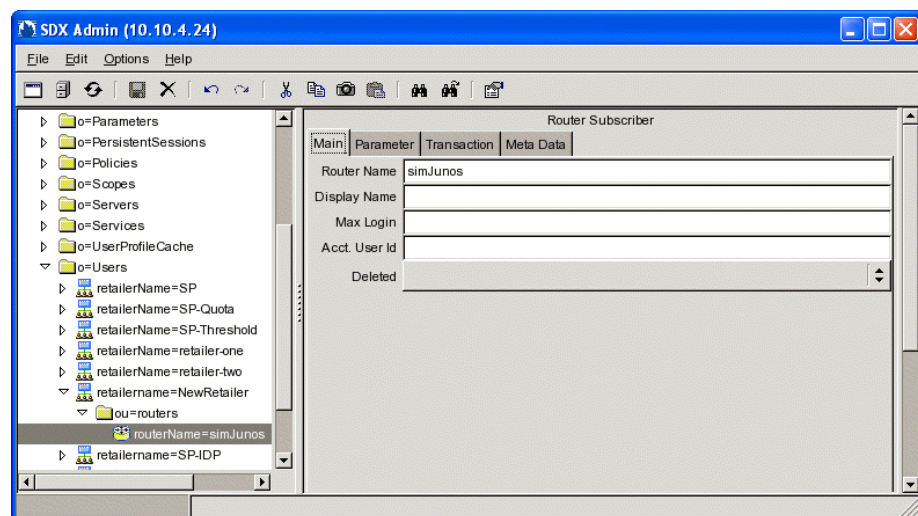 SDX Admin (10.10.4.24)
File Edit Options Help
o=Parameters
o=PersistentSessions
o=Policies
o=Scopes
o=Servers
o=Services
o=UserProfileCache
o=Users
retailerName=SP
retailerName=SP-Quota
retailerName=SP-Threshold
retailerName=retailer-one
retailerName=retailer-two
retailername=NewRetailer
ou=routers
routerName=simJunos
retailername=SP-IDP
Router Subscriber
Main Parameter Transaction Meta Data
Router Name simJunos
Display Name
Max Login
Acct. User Id
Deleted